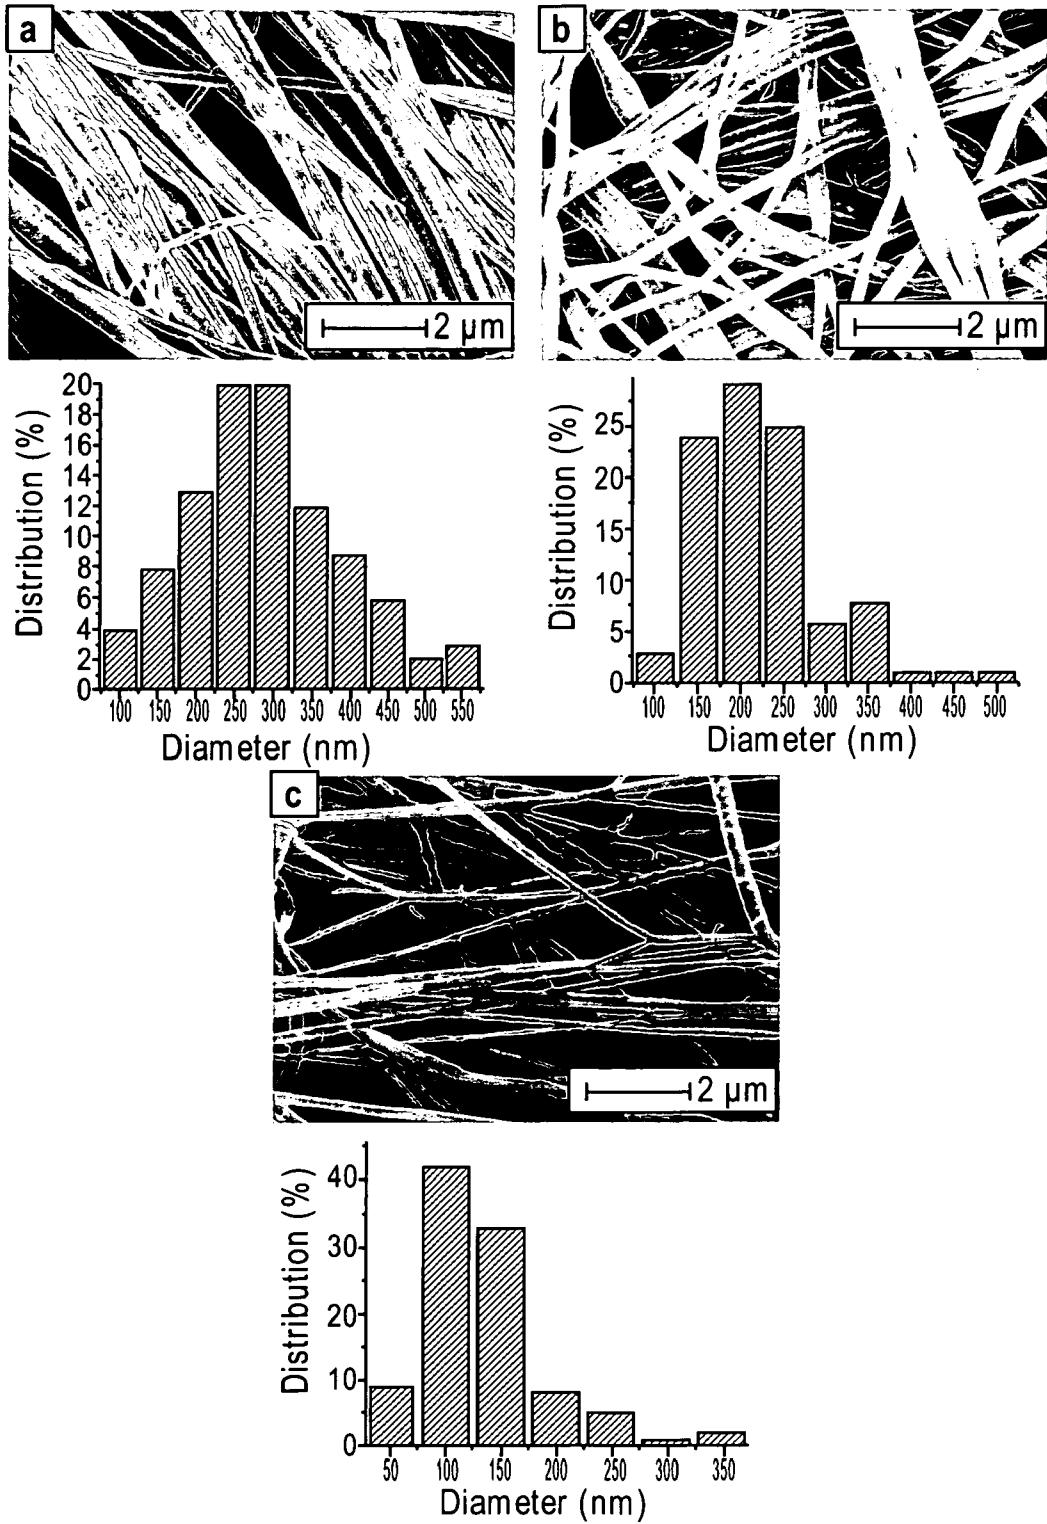 a
2 µm
b
2 µm
Distribution (%)
20
18
16
14
12
10
8
6
4
2
0
100 150 200 250 300 350 400 450 500 550
Diameter (nm)
Distribution (%)
25
20
15
10
5
0
100 150 200 250 300 350 400 450 500
Diameter (nm)
c
2 µm
Distribution (%)
40
30
20
10
0
50 100 150 200 250 300 350
Diameter (nm)